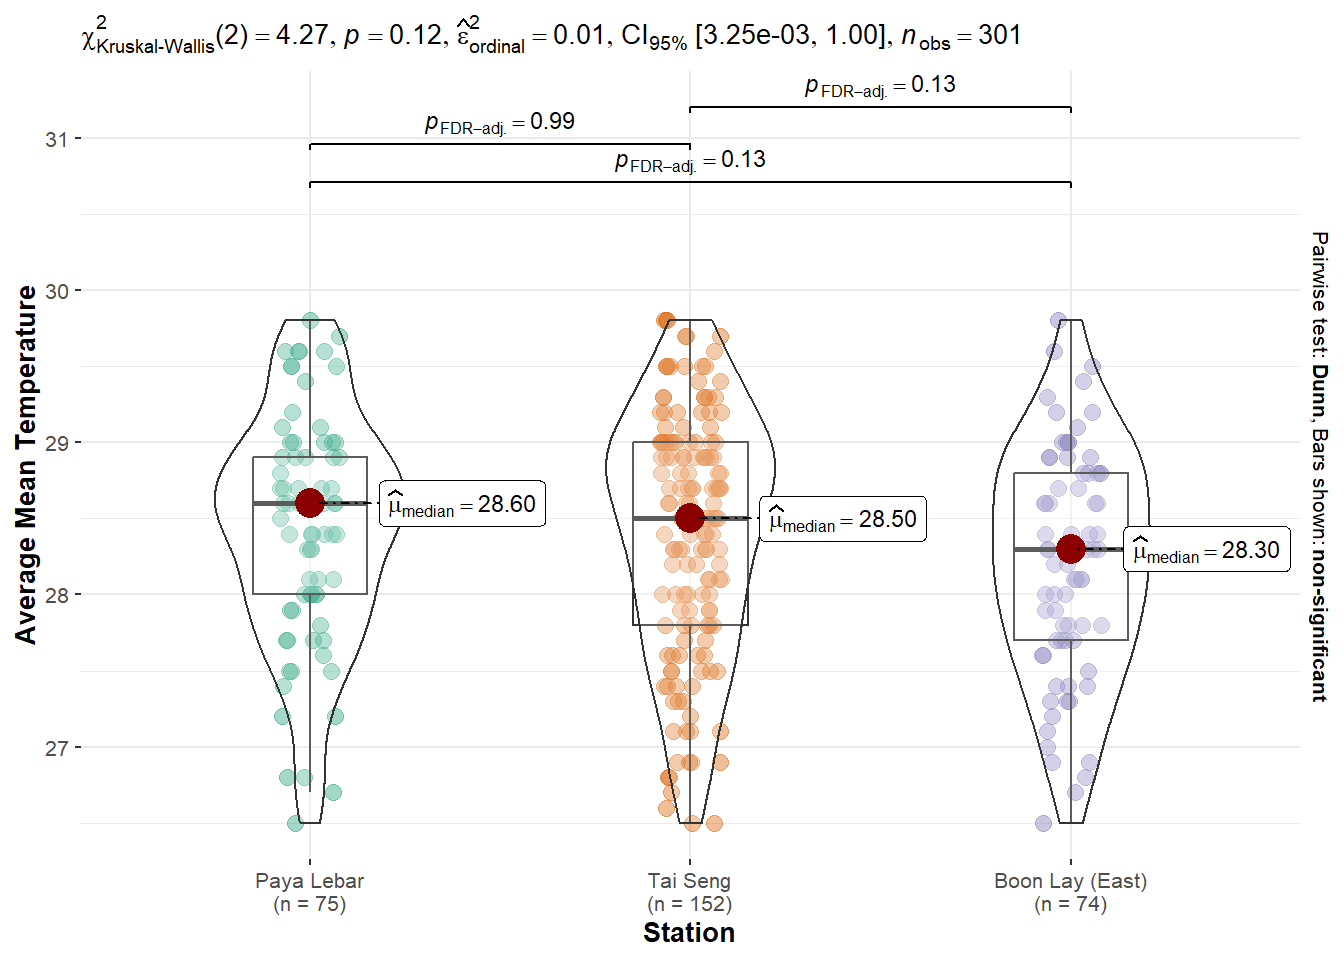 χ²Kruskal-Wallis(2) = 4.27, p = 0.12, ε̂²ordinal = 0.01, CI95% [3.25e-03, 1.00], nobs = 301
pFDR–adj. = 0.13
pFDR–adj. = 0.99
pFDR–adj. = 0.13
31
30
29
28
27
Average Mean Temperature
μ̂median = 28.60
μ̂median = 28.50
μ̂median = 28.30
Pairwise test: Dunn, Bars shown: non-significant
Paya Lebar
(n = 75)
Tai Seng
(n = 152)
Boon Lay (East)
(n = 74)
Station